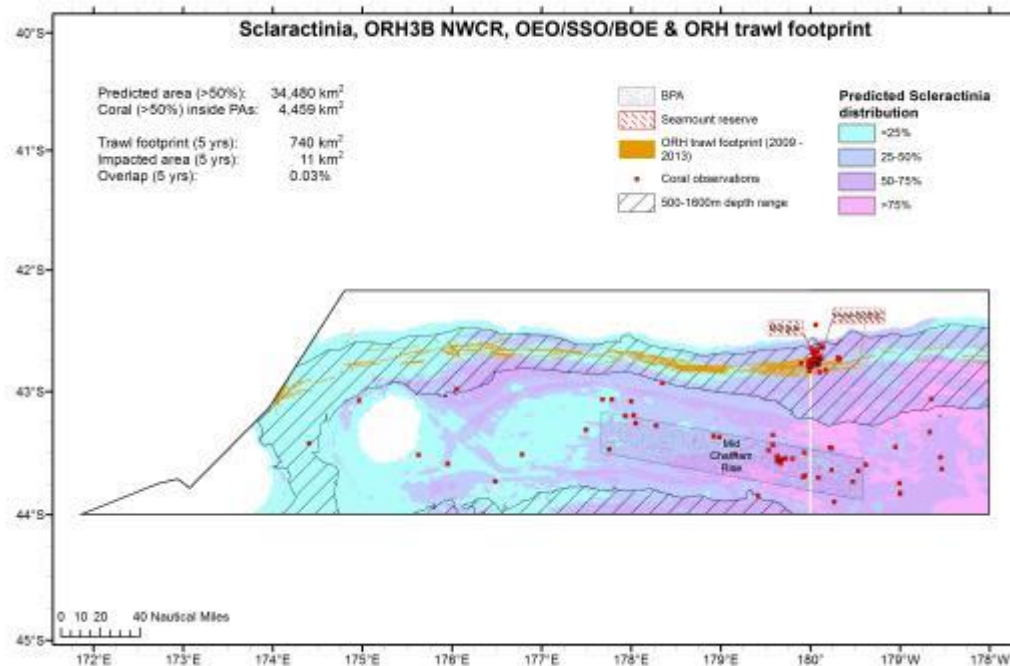 Sclaractinia, ORH3B NWCR, OEO/SSO/BOE & ORH trawl footprint
Predicted area (>50%): 34,480 km²
Coral (>50%) inside PAs: 4,459 km²
Trawl footprint (5 yrs): 740 km²
Impacted area (5 yrs): 11 km²
Overlap (5 yrs): 0.03%
BPA
Seamount reserve
ORH trawl footprint (2009 -
2013)
Coral observations
500-1600m depth range
Predicted Scleractinia
distribution
<25%
25-50%
50-75%
>75%
40°S
41°S
42°S
43°S
44°S
45°S
Mid
Chatham
Rise
0 10 20 40 Nautical Miles
172°E
173°E
174°E
175°E
176°E
177°E
178°E
179°E
180°
179°W
178°W